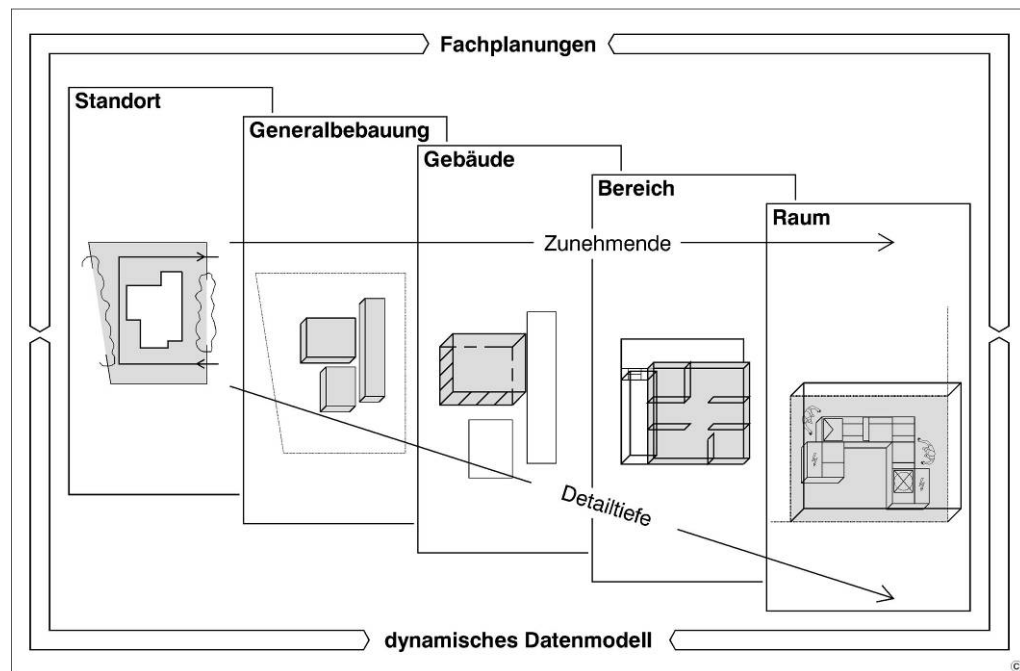 Fachplanungen
Standort
Generalbebauung
Gebäude
Bereich
Raum
Zunehmende
Detailtiefe
dynamisches Datenmodell
©